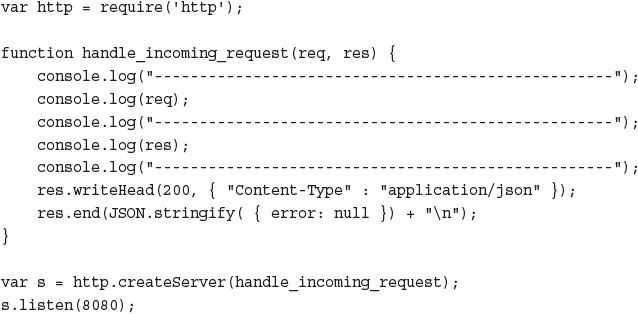 var http = require('http');

function handle_incoming_request(req, res) {
    console.log("---------------------------------------------------");
    console.log(req);
    console.log("---------------------------------------------------");
    console.log(res);
    console.log("---------------------------------------------------");
    res.writeHead(200, { "Content-Type" : "application/json" });
    res.end(JSON.stringify( { error: null }) + "\n");
}

var s = http.createServer(handle_incoming_request);
s.listen(8080);